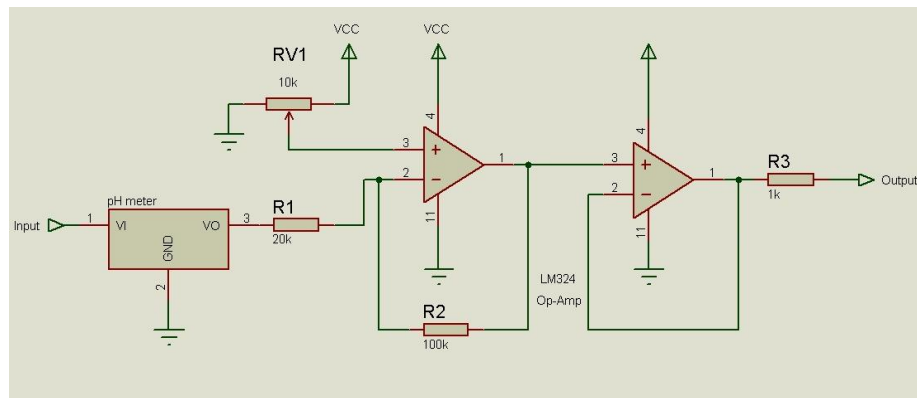 VCC
VCC
RV1
10k
4
4
3
+
1
3
+
1
R3
2
−
2
−
Output
1k
pH meter
R1
Input
1
VI
VO
3
20k
11
11
GND
2
LM324
Op-Amp
R2
100k